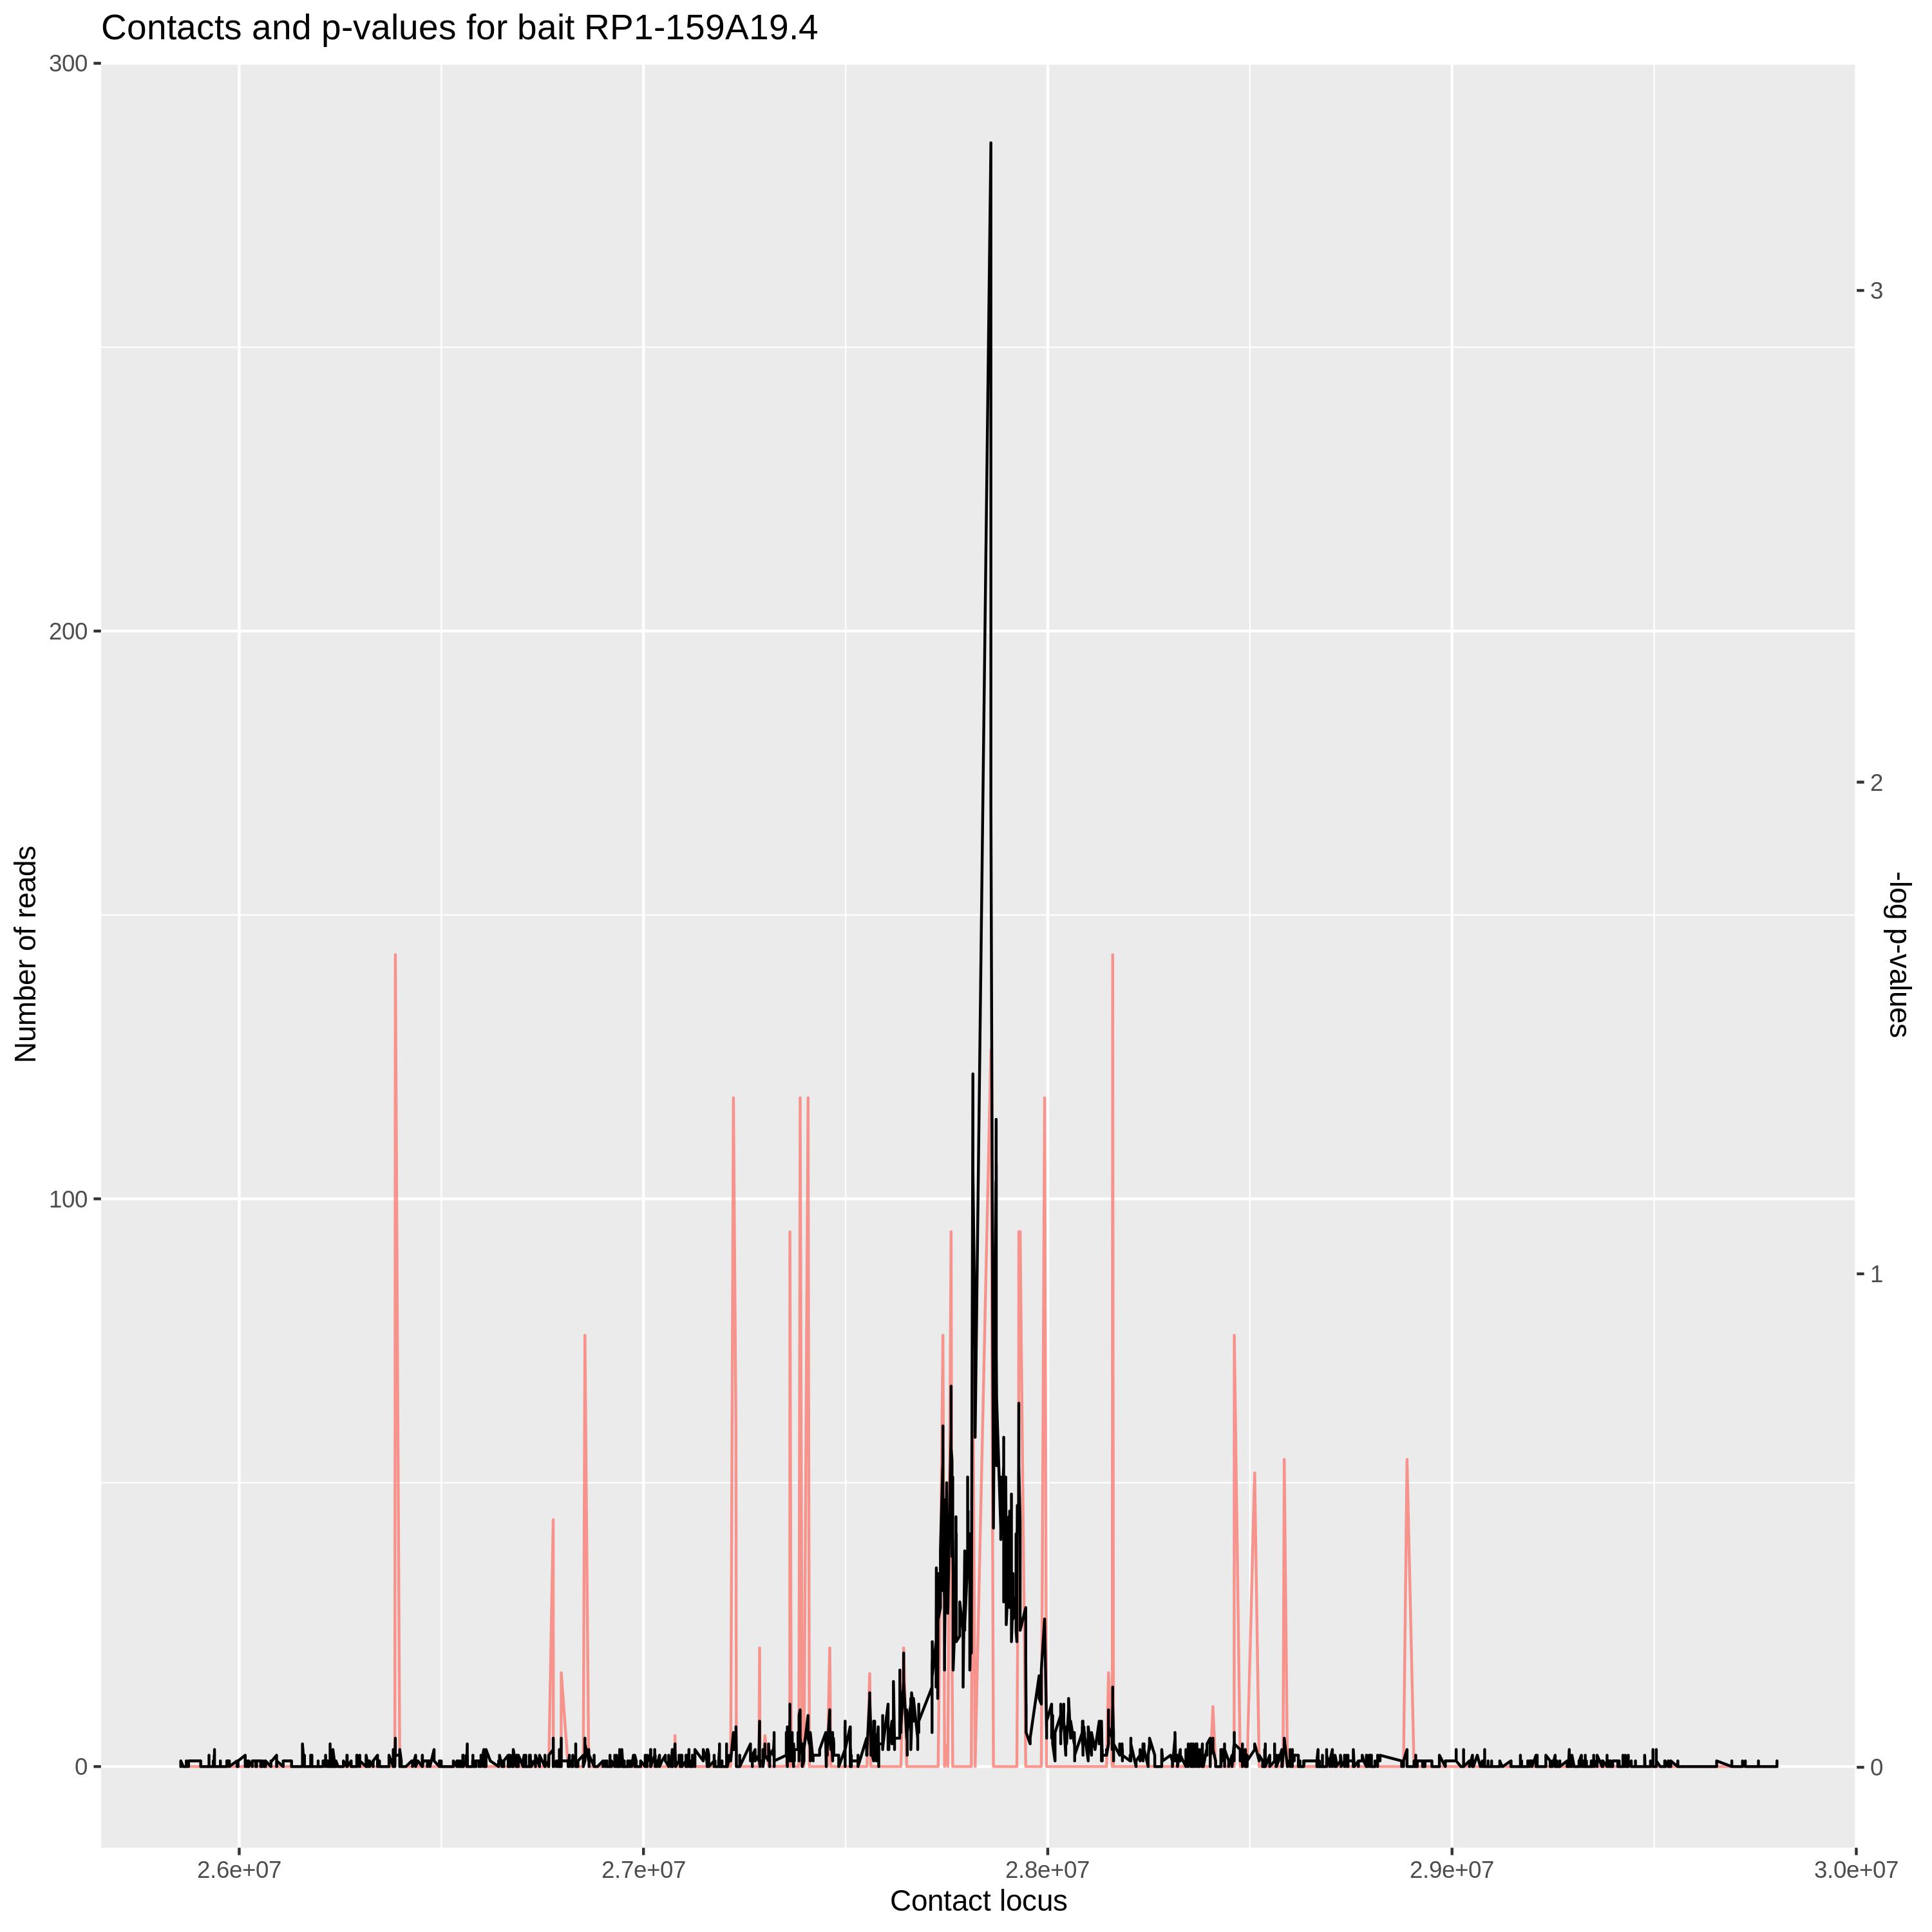 Contacts and p-values for bait RP1-159A19.4
300
200
100
0
Number of reads
3
2
1
0
-log p-values
2.6e+07 2.7e+07 2.8e+07 2.9e+07 3.0e+07
Contact locus